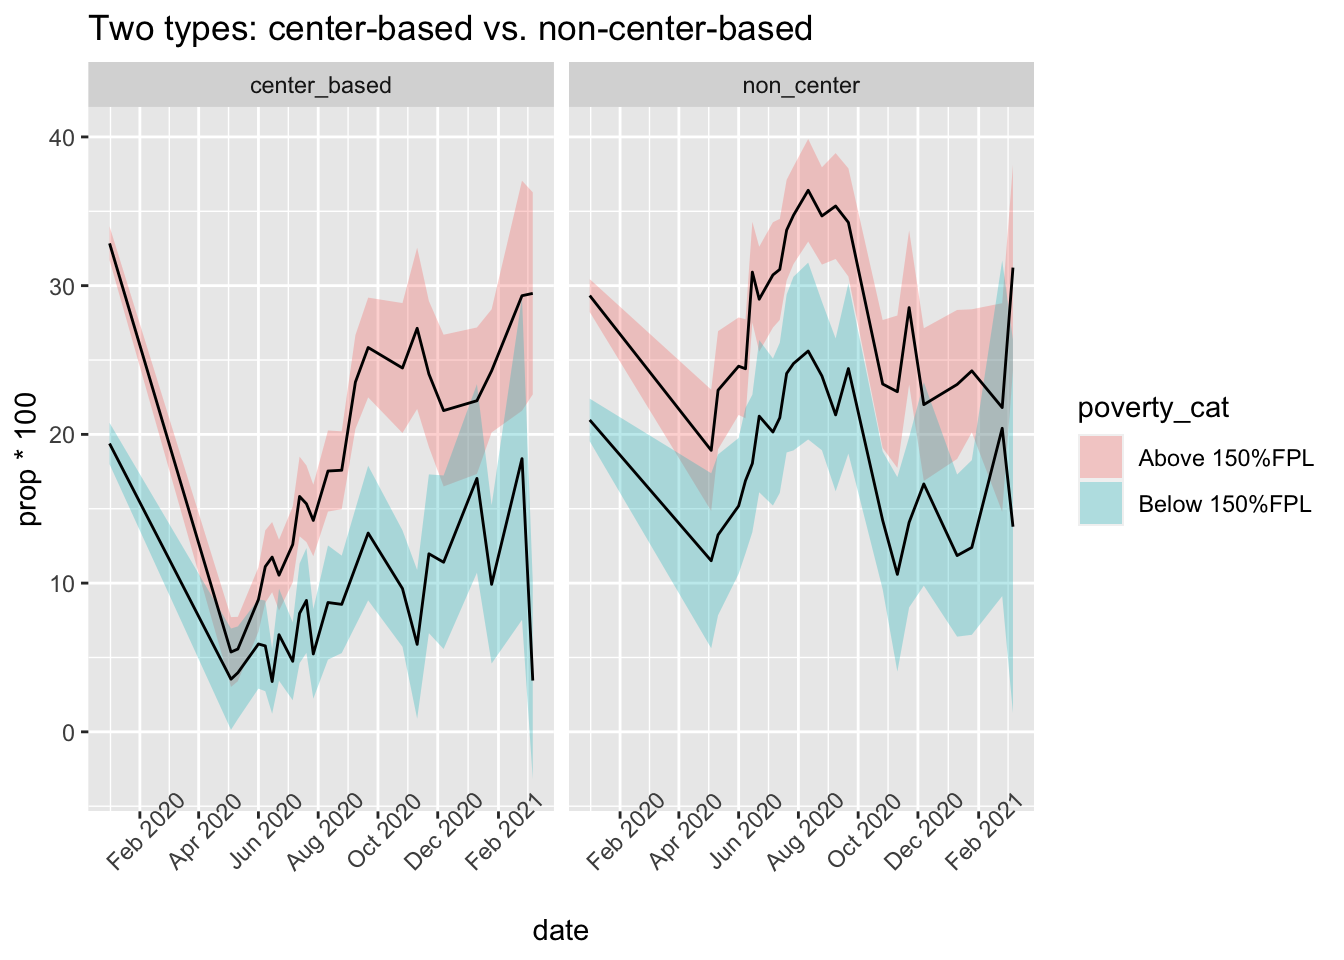 Two types: center-based vs. non-center-based
center_based
non_center
40
30
20
10
0
prop * 100
Feb 2020
Apr 2020
Jun 2020
Aug 2020
Oct 2020
Dec 2020
Feb 2021
Feb 2020
Apr 2020
Jun 2020
Aug 2020
Oct 2020
Dec 2020
Feb 2021
date
poverty_cat
Above 150%FPL
Below 150%FPL